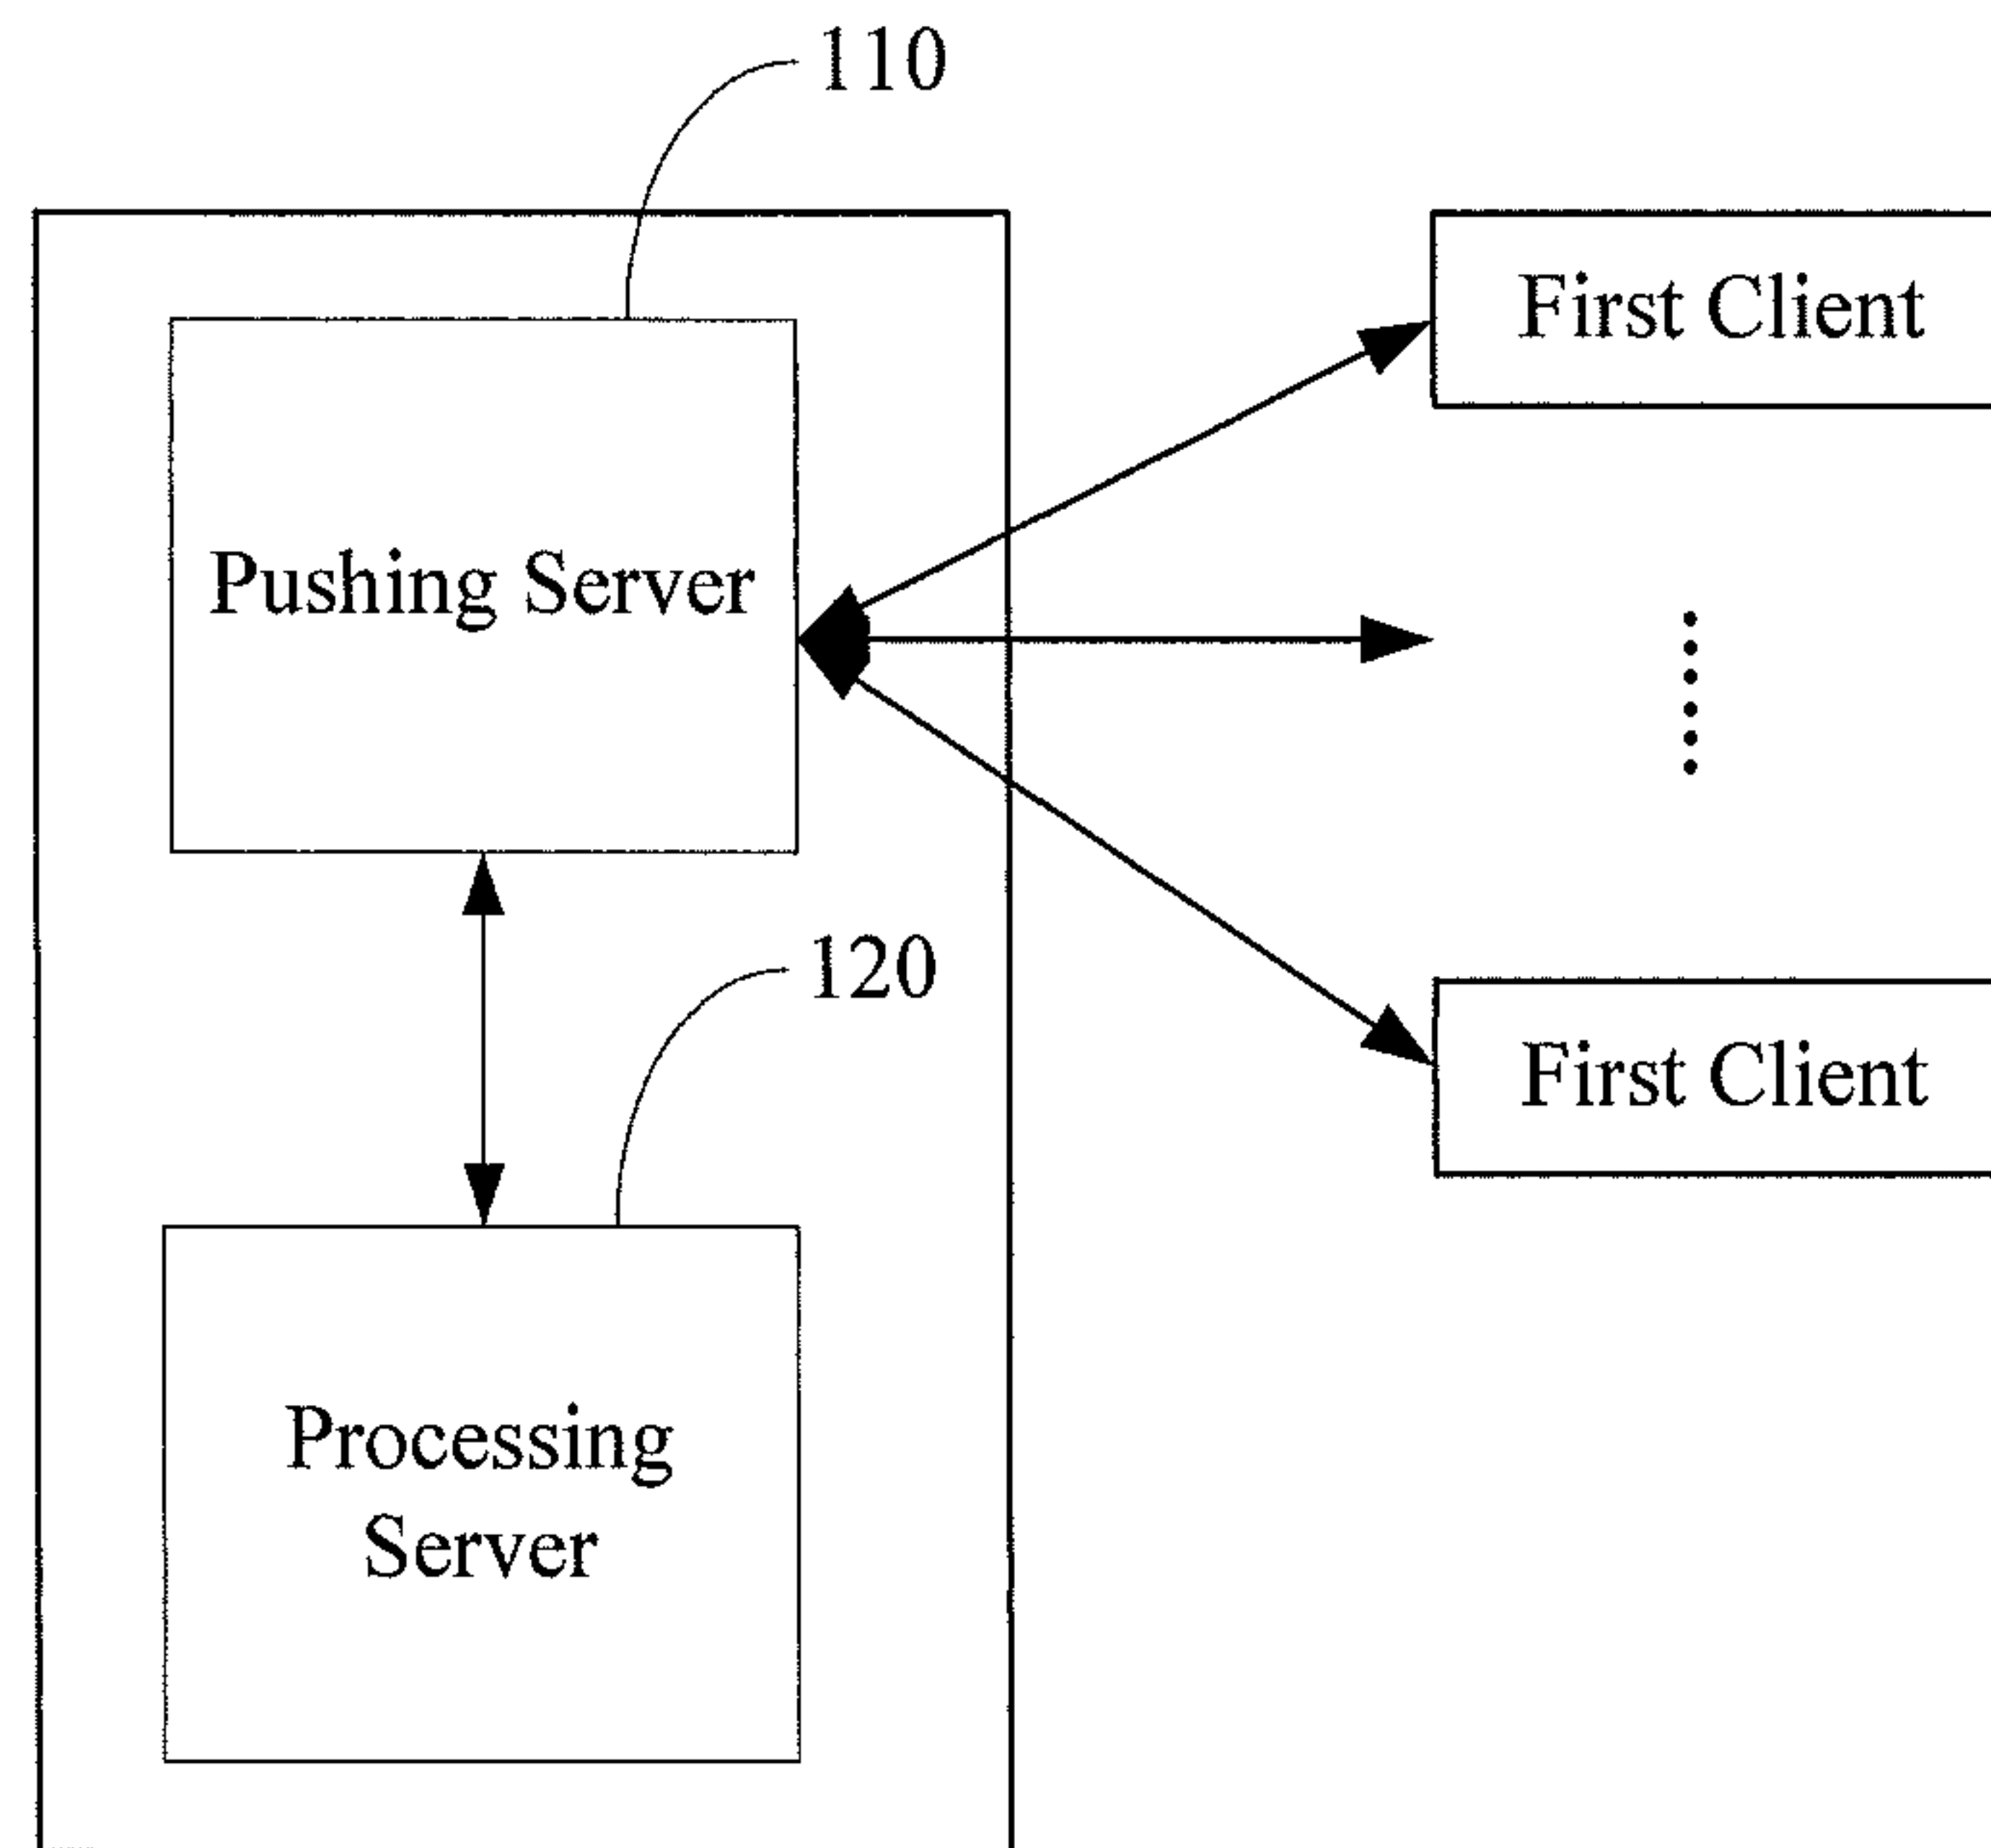 110
First Client
Pushing Server
120
First Client
Processing
Server